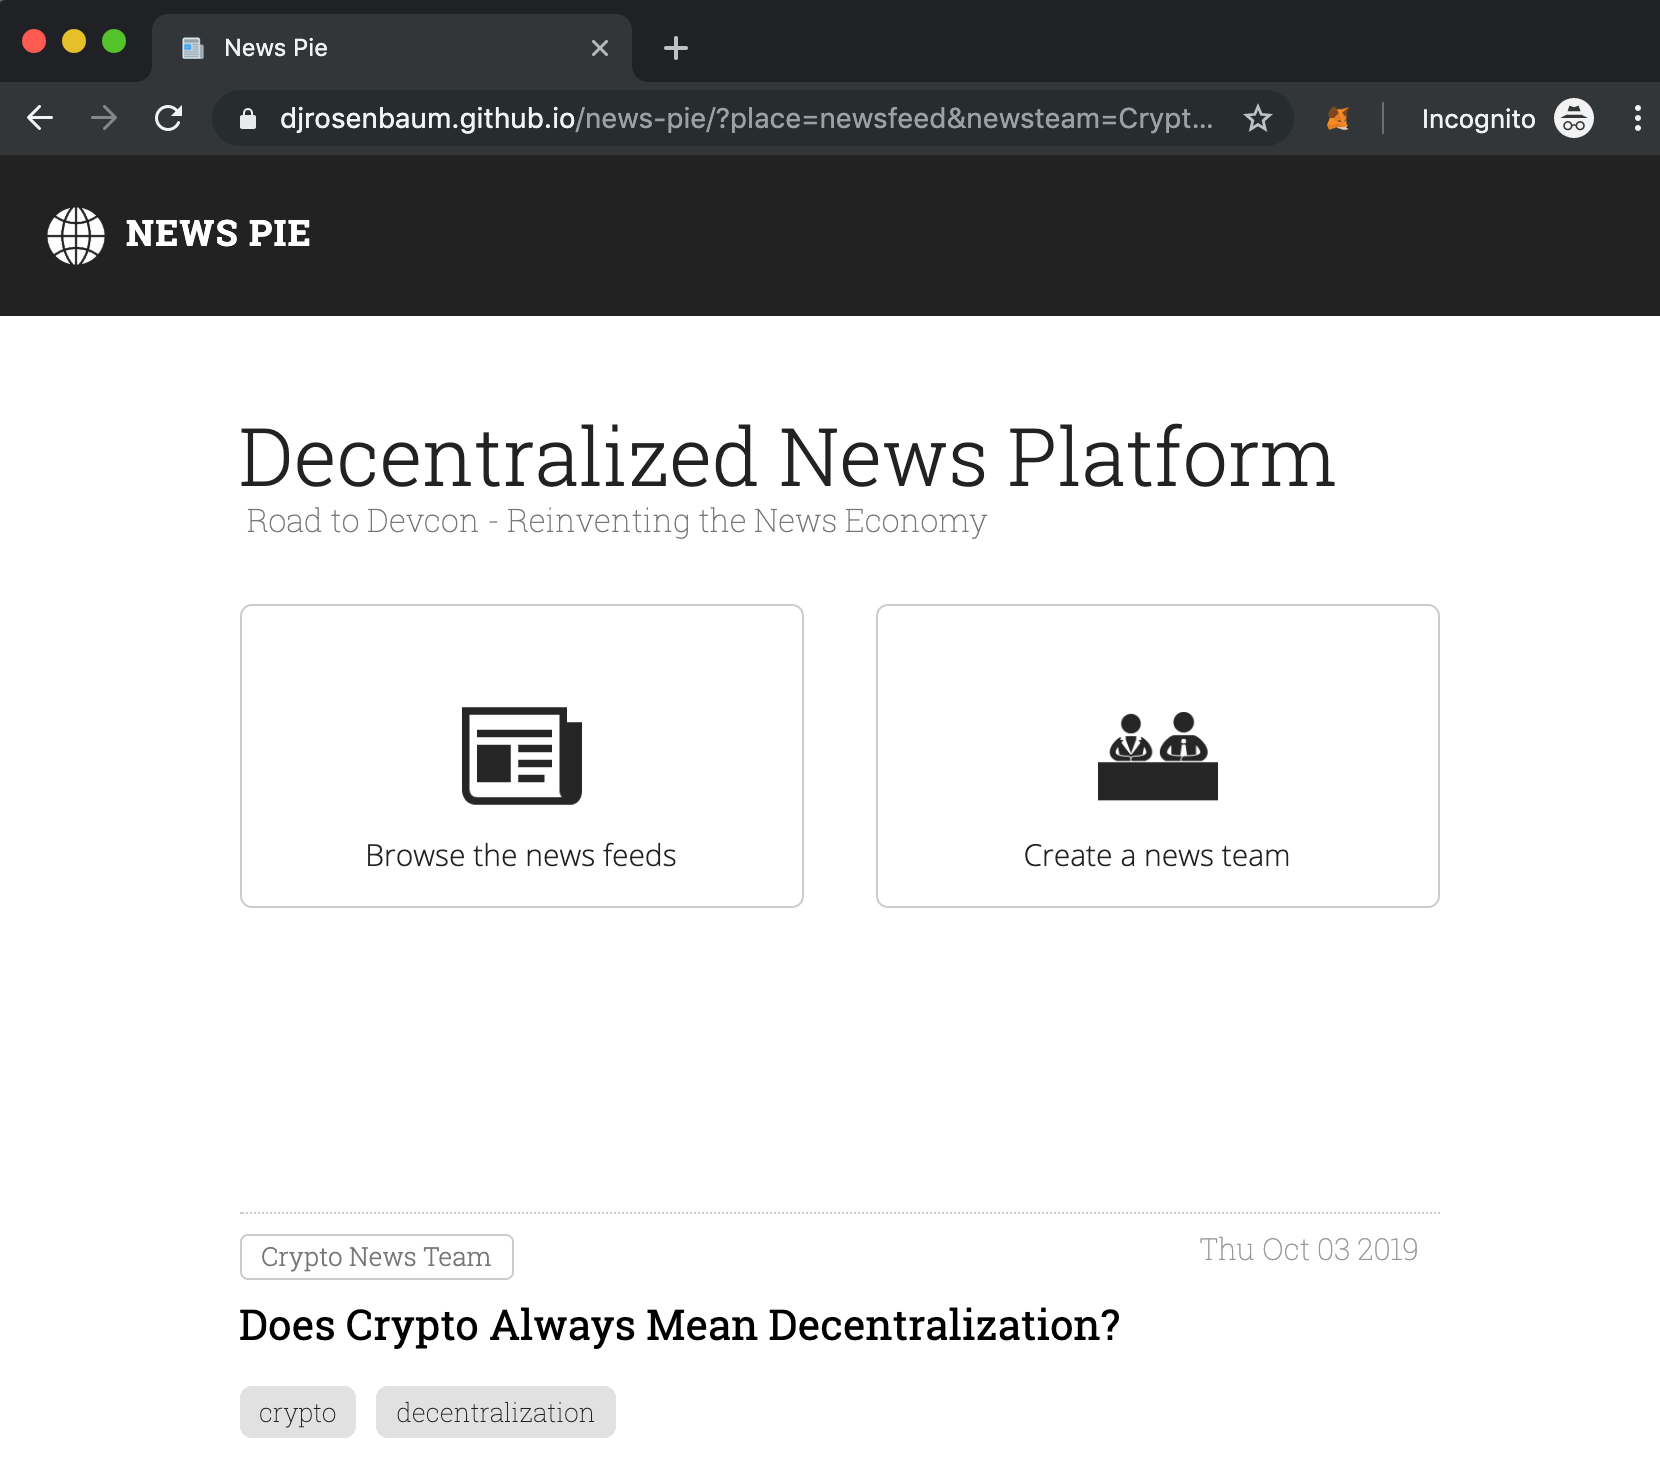 News Pie
djrosenbaum.github.io/news-pie/?place=newsfeed&newsteam=Crypt...
Incognito
NEWS PIE
Decentralized News Platform
Road to Devcon - Reinventing the News Economy
Browse the news feeds
Create a news team
Crypto News Team
Thu Oct 03 2019
Does Crypto Always Mean Decentralization?
crypto
decentralization